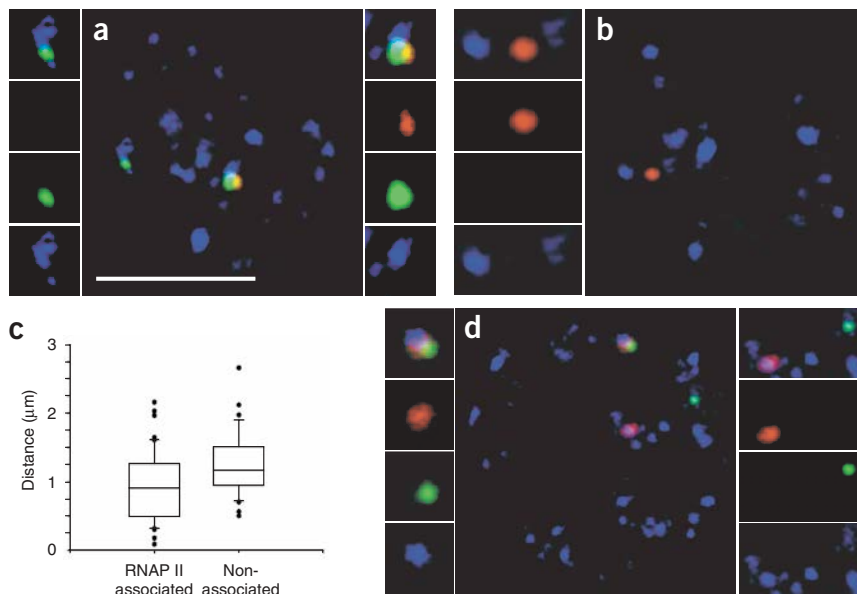 a
b
c
3
2
1
0
Distance (μm)
RNAP II
associated
Non-
associated
d